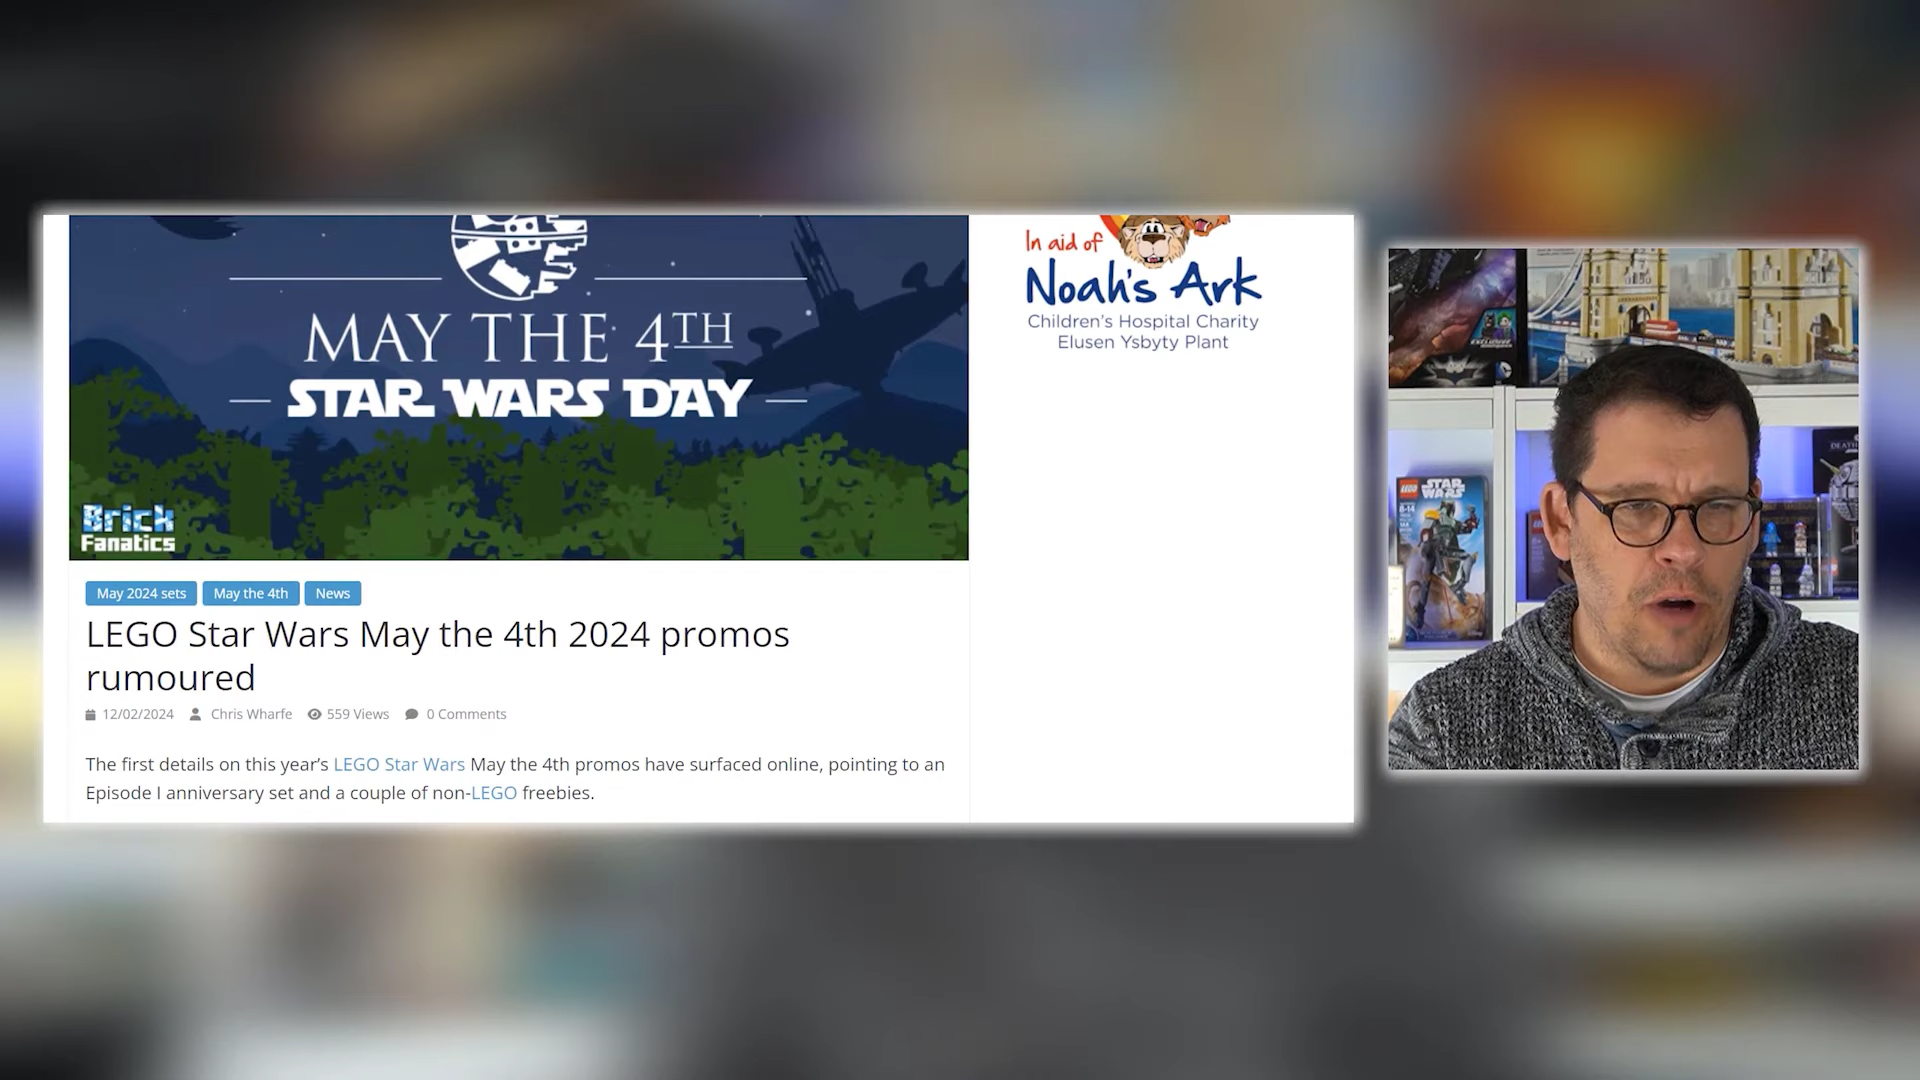 MAY THE 4TH
STAR WARS DAY
Brick
Fanatics
In aid of
Noah's Ark
Children's Hospital Charity
Elusen Ysbyty Plant
May 2024 sets
May the 4th
News
LEGO Star Wars May the 4th 2024 promos
rumoured
12/02/2024 Chris Wharfe 559 Views 0 Comments
The first details on this year's LEGO Star Wars May the 4th promos have surfaced online, pointing to an
Episode I anniversary set and a couple of non-LEGO freebies.
LEGO
STAR
WARS
8-14
DEATH